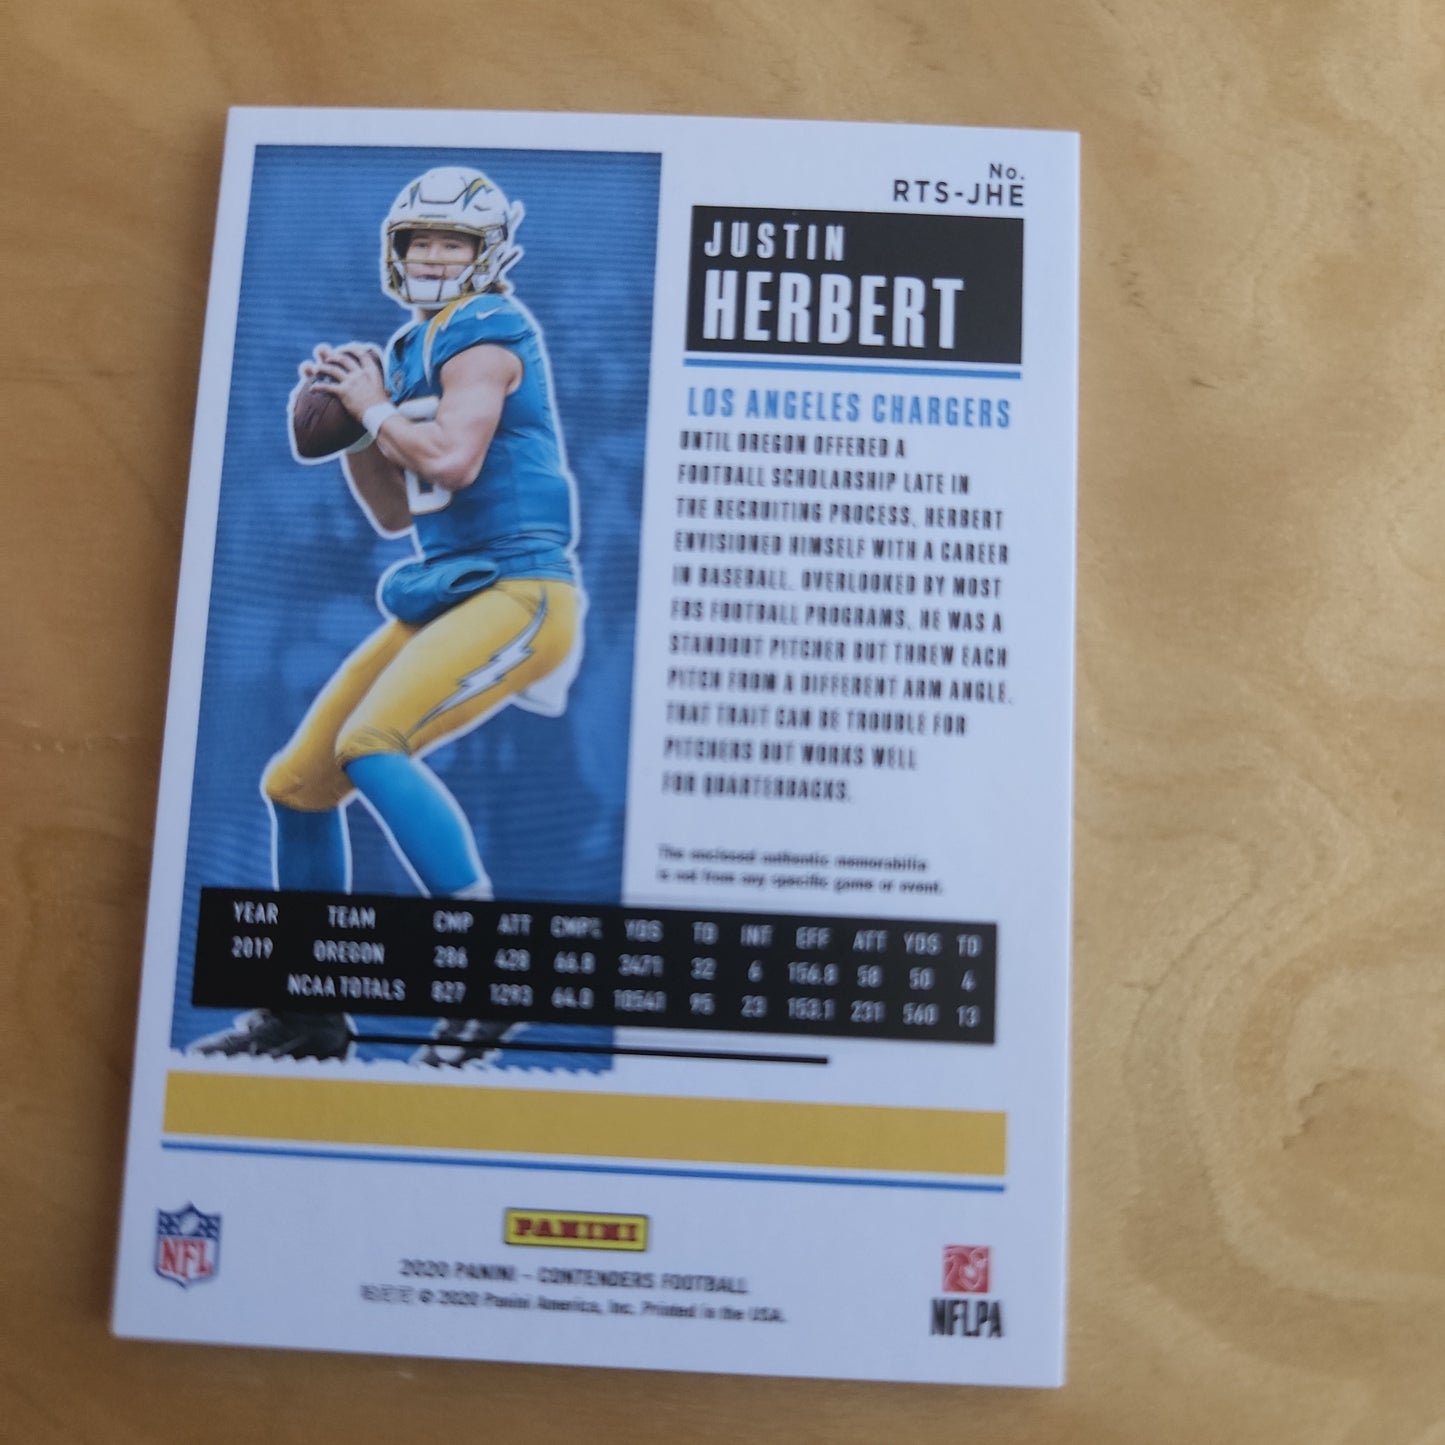 No.
RTS-JHE
JUSTIN
HERBERT
LOS ANGELES CHARGERS
UNTIL OREGON OFFERED A
FOOTBALL SCHOLARSHIP LATE IN
THE RECRUITING PROCESS, HERBERT
ENVISIONED HIMSELF WITH A CAREER
IN BASEBALL. OVERLOOKED BY MOST
FBS FOOTBALL PROGRAMS, HE WAS A
STANDOUT PITCHER BUT THREW EACH
PITCH FROM A DIFFERENT ARM ANGLE.
THAT TRAIT CAN BE TROUBLE FOR
PITCHERS BUT WORKS WELL
FOR QUARTERBACKS.
The enclosed authentic memorabilia
is not from any specific game or event.
YEAR TEAM CMP ATT CMP% YDS TD INT EFF ATT YDS TD
2019 OREGON 286 428 66.8 3471 32 6 156.8 58 50 4
NCAA TOTALS 827 1293 64.0 10541 95 23 153.1 231 560 13
NFL
PANINI
2020 PANINI - CONTENDERS FOOTBALL
© 2020 Panini America, Inc. Printed in the USA.
NFLPA